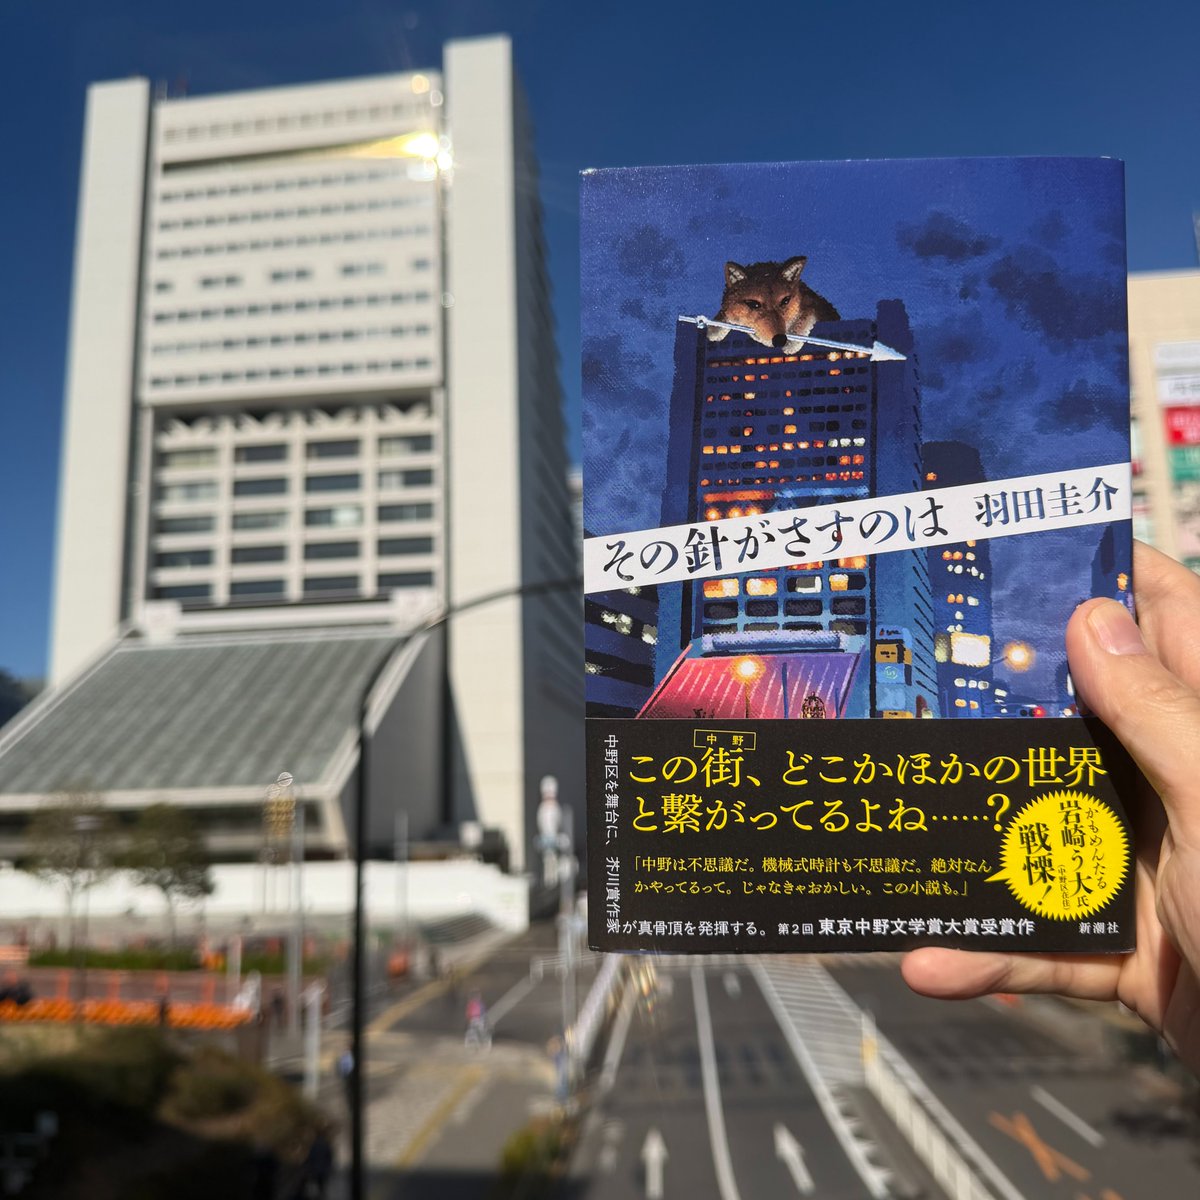 その針がさすのは 羽田圭介
中野
この街、どこかほかの世界
と繋がってるよね……?
「中野は不思議だ。機械式時計も不思議だ。絶対なん
かやってるって。じゃなきゃおかしい。この小説も。」
かもめんたる
岩崎う大氏
(中野区在住)
戦慄!
中野区を舞台に、芥川賞作家が真骨頂を発揮する。
第2回 東京中野文学賞大賞受賞作
新潮社